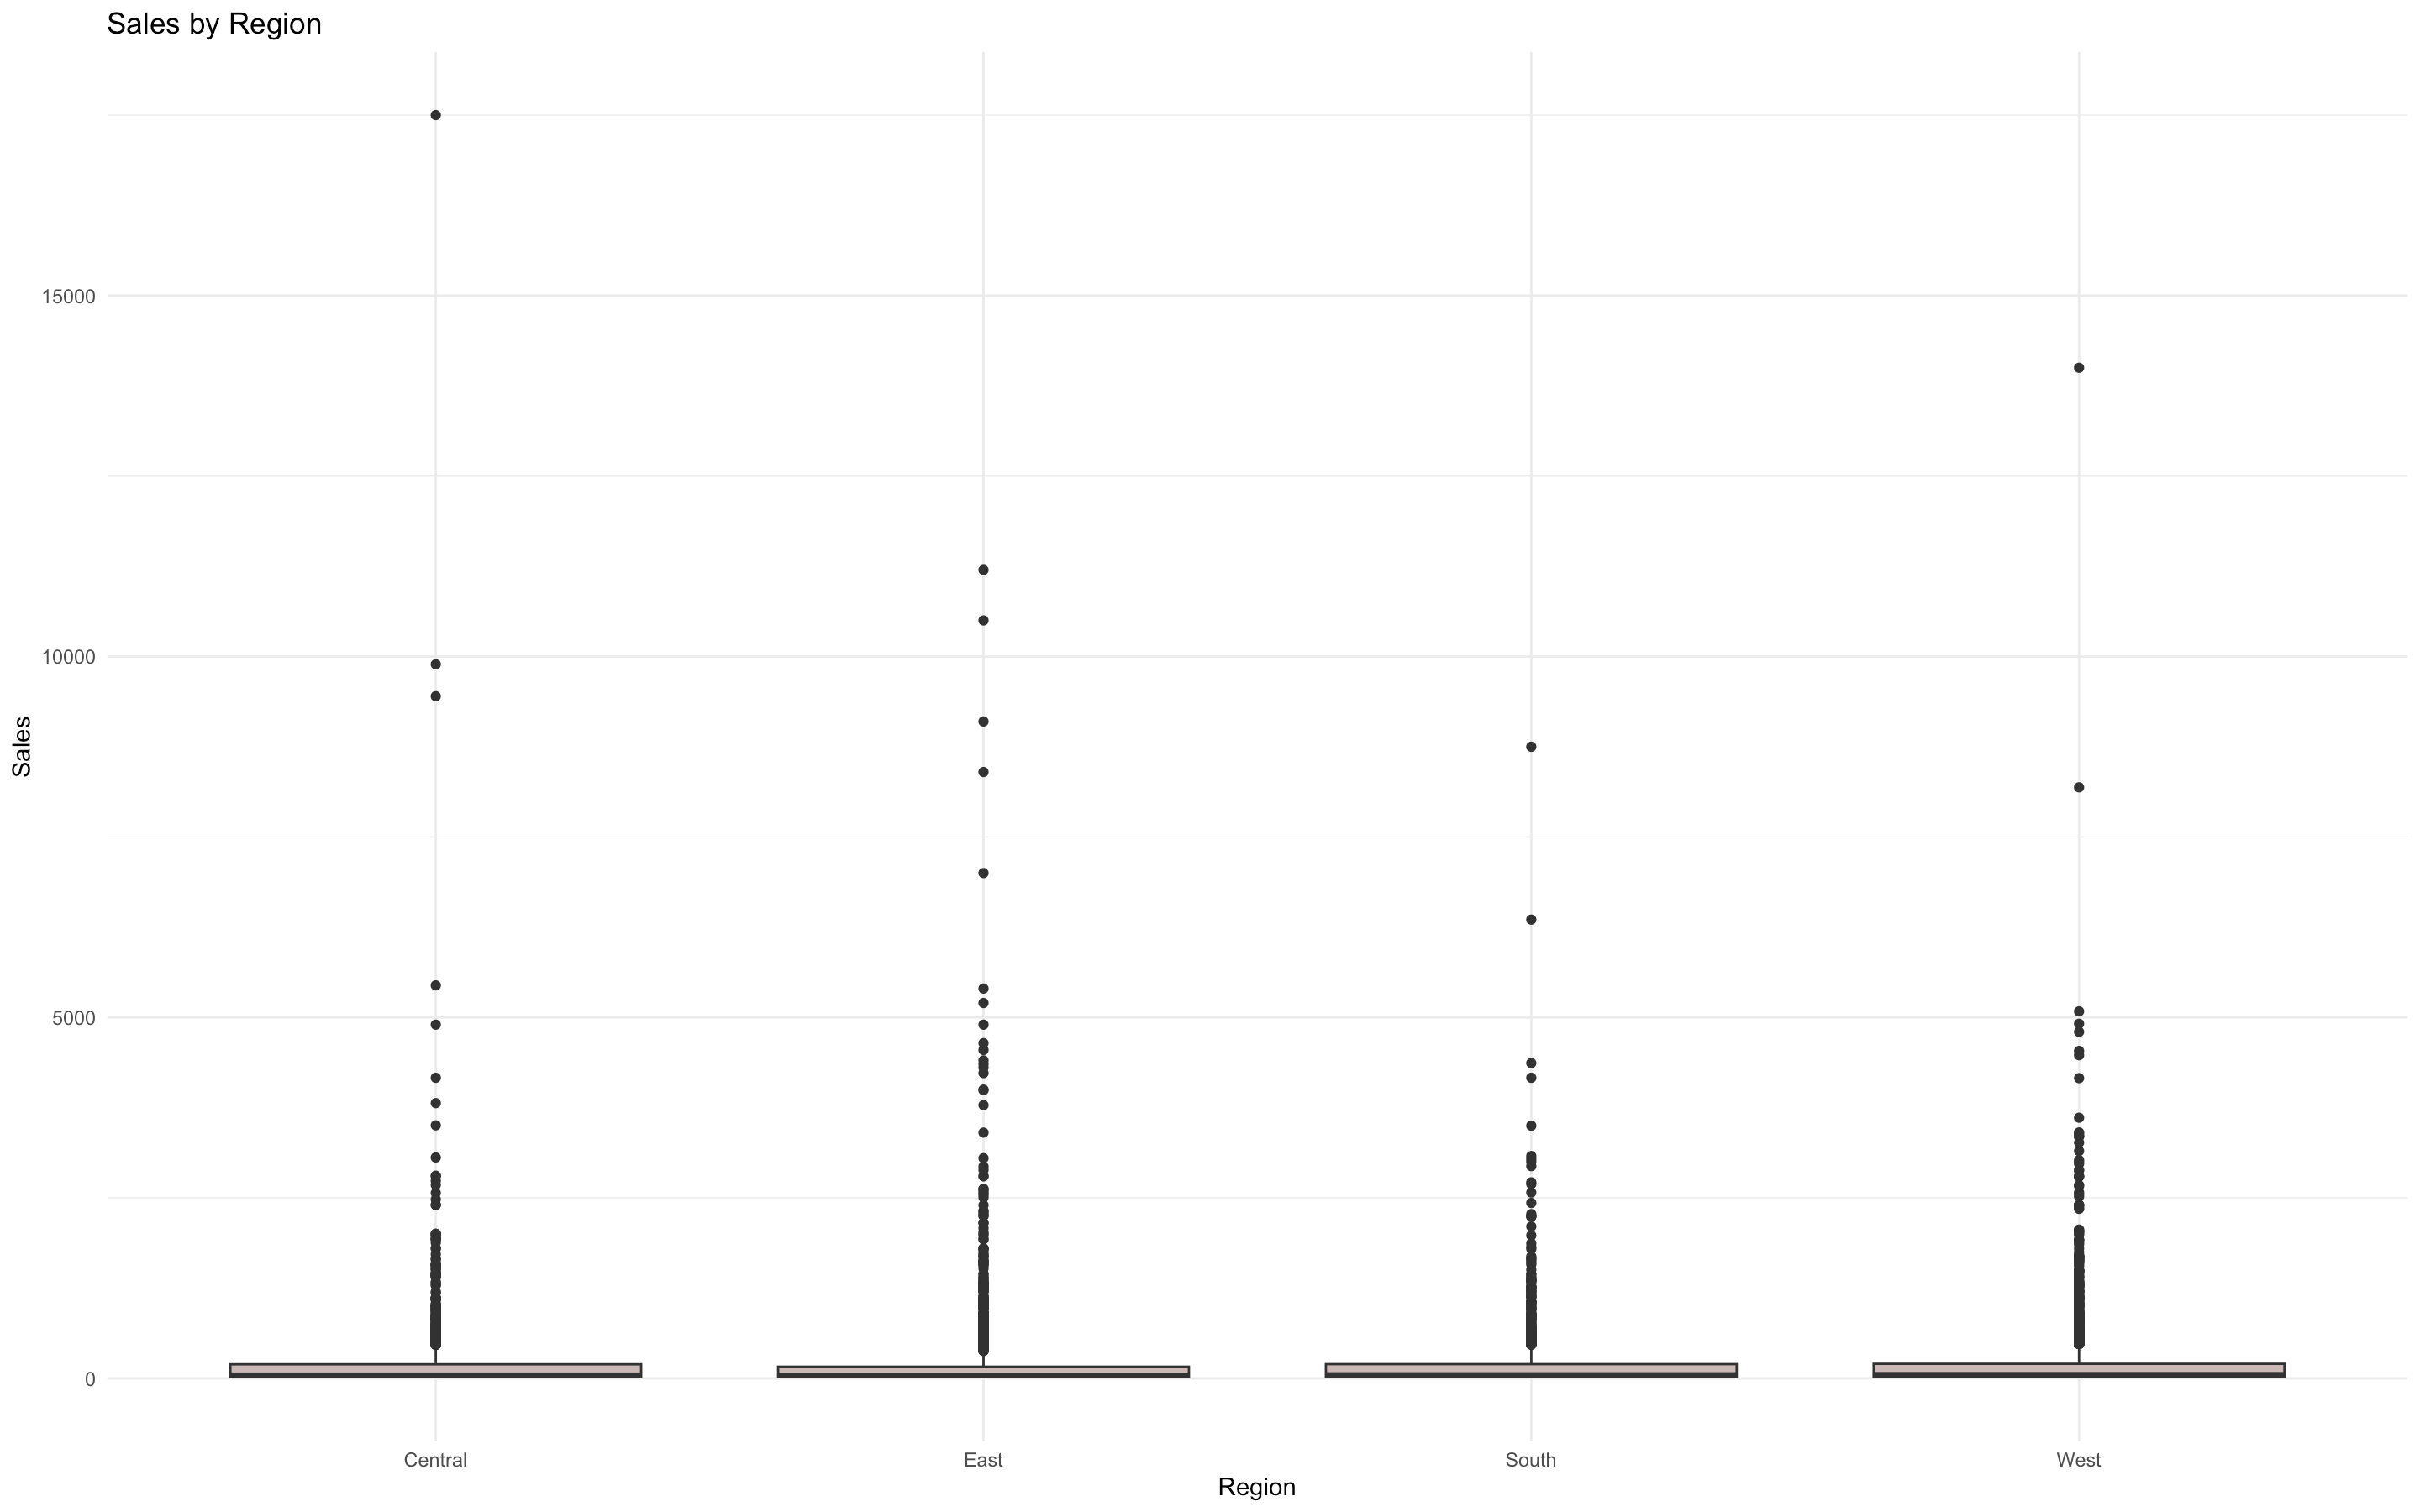 Sales by Region
15000
10000
5000
0
Sales
Central
East
South
West
Region